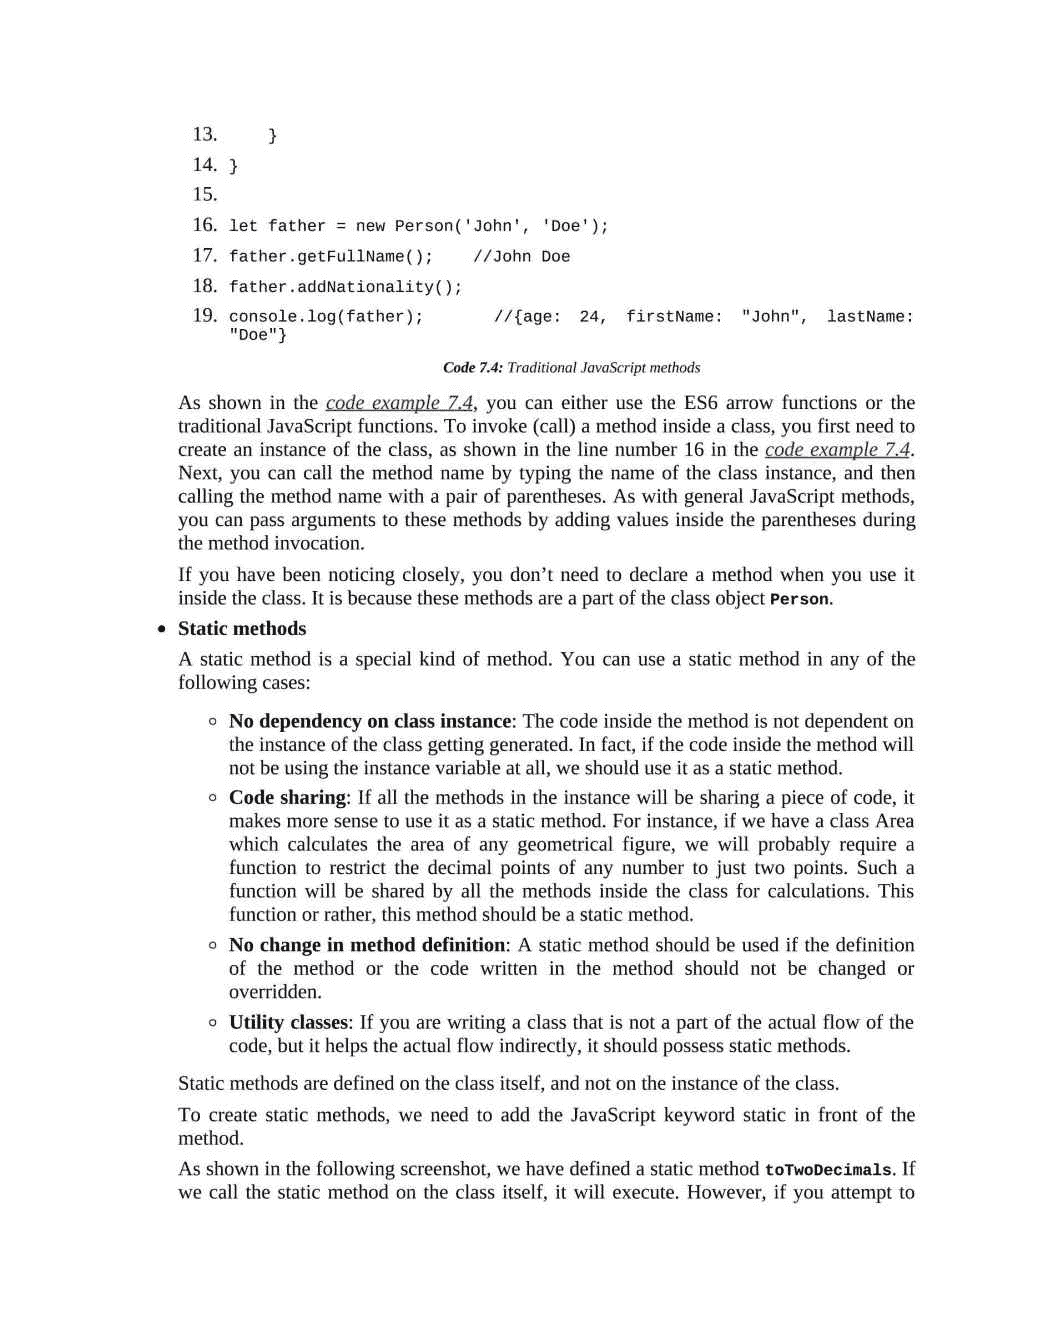 13.     }
14. }
15.
16. let father = new Person('John', 'Doe');
17. father.getFullName();    //John Doe
18. father.addNationality();
19. console.log(father);       //{age: 24, firstName: "John", lastName:
"Doe"}
Code 7.4: Traditional JavaScript methods
As shown in the code example 7.4, you can either use the ES6 arrow functions or the
traditional JavaScript functions. To invoke (call) a method inside a class, you first need to
create an instance of the class, as shown in the line number 16 in the code example 7.4.
Next, you can call the method name by typing the name of the class instance, and then
calling the method name with a pair of parentheses. As with general JavaScript methods,
you can pass arguments to these methods by adding values inside the parentheses during
the method invocation.
If you have been noticing closely, you don’t need to declare a method when you use it
inside the class. It is because these methods are a part of the class object Person.
• Static methods
A static method is a special kind of method. You can use a static method in any of the
following cases:
○ No dependency on class instance: The code inside the method is not dependent on
the instance of the class getting generated. In fact, if the code inside the method will
not be using the instance variable at all, we should use it as a static method.
○ Code sharing: If all the methods in the instance will be sharing a piece of code, it
makes more sense to use it as a static method. For instance, if we have a class Area
which calculates the area of any geometrical figure, we will probably require a
function to restrict the decimal points of any number to just two points. Such a
function will be shared by all the methods inside the class for calculations. This
function or rather, this method should be a static method.
○ No change in method definition: A static method should be used if the definition
of the method or the code written in the method should not be changed or
overridden.
○ Utility classes: If you are writing a class that is not a part of the actual flow of the
code, but it helps the actual flow indirectly, it should possess static methods.
Static methods are defined on the class itself, and not on the instance of the class.
To create static methods, we need to add the JavaScript keyword static in front of the
method.
As shown in the following screenshot, we have defined a static method toTwoDecimals. If
we call the static method on the class itself, it will execute. However, if you attempt to